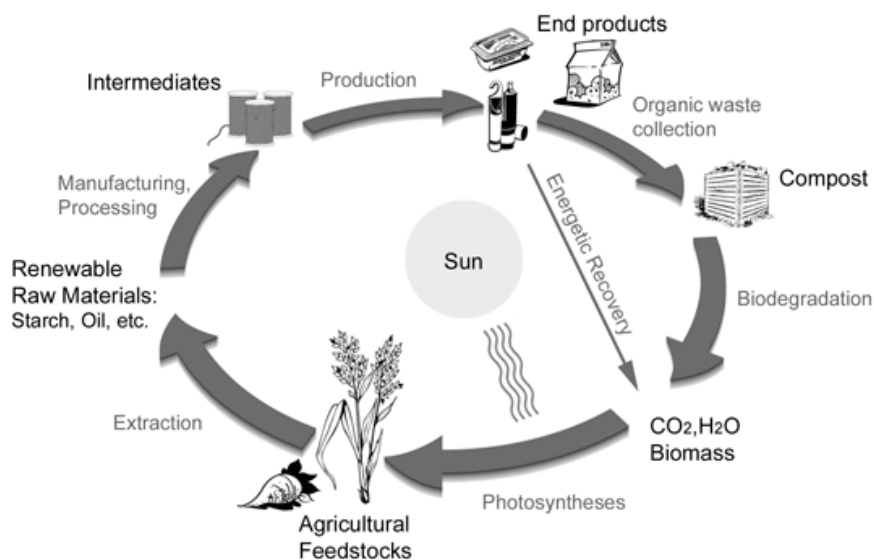 End products
Intermediates
Production
Organic waste
collection
Manufacturing,
Processing
Energetic Recovery
Compost
Sun
Renewable
Raw Materials:
Starch, Oil, etc.
Biodegradation
Extraction
CO₂,H₂O
Biomass
Photosyntheses
Agricultural
Feedstocks